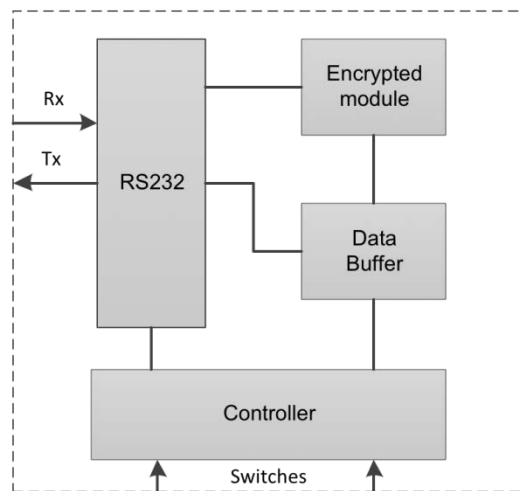 Encrypted
module
Rx
Tx
RS232
Data
Buffer
Controller
Switches